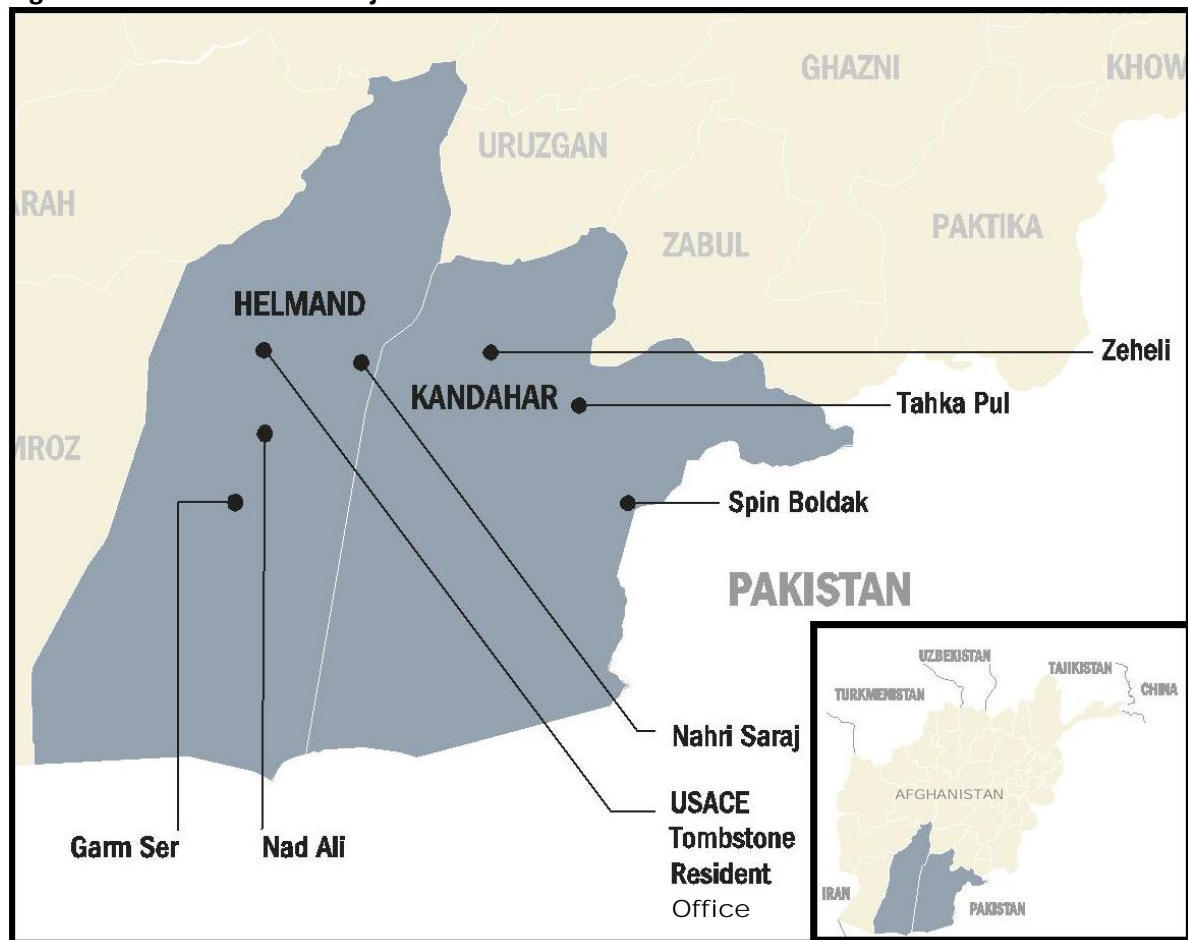 GHAZNI
KHOW
URUZGAN
ARAH
PAKTIKA
ZABUL
HELMAND
Zeheli
KANDAHAR
Tahka Pul
MROZ
Spin Boldak
Garm Ser
Nad Ali
PAKISTAN
Nahri Saraj
USACE
Tombstone
Resident
Office
UZBEKISTAN
TAJIKISTAN
TURKMENISTAN
CHINA
AFGHANISTAN
IRAN
PAKISTAN